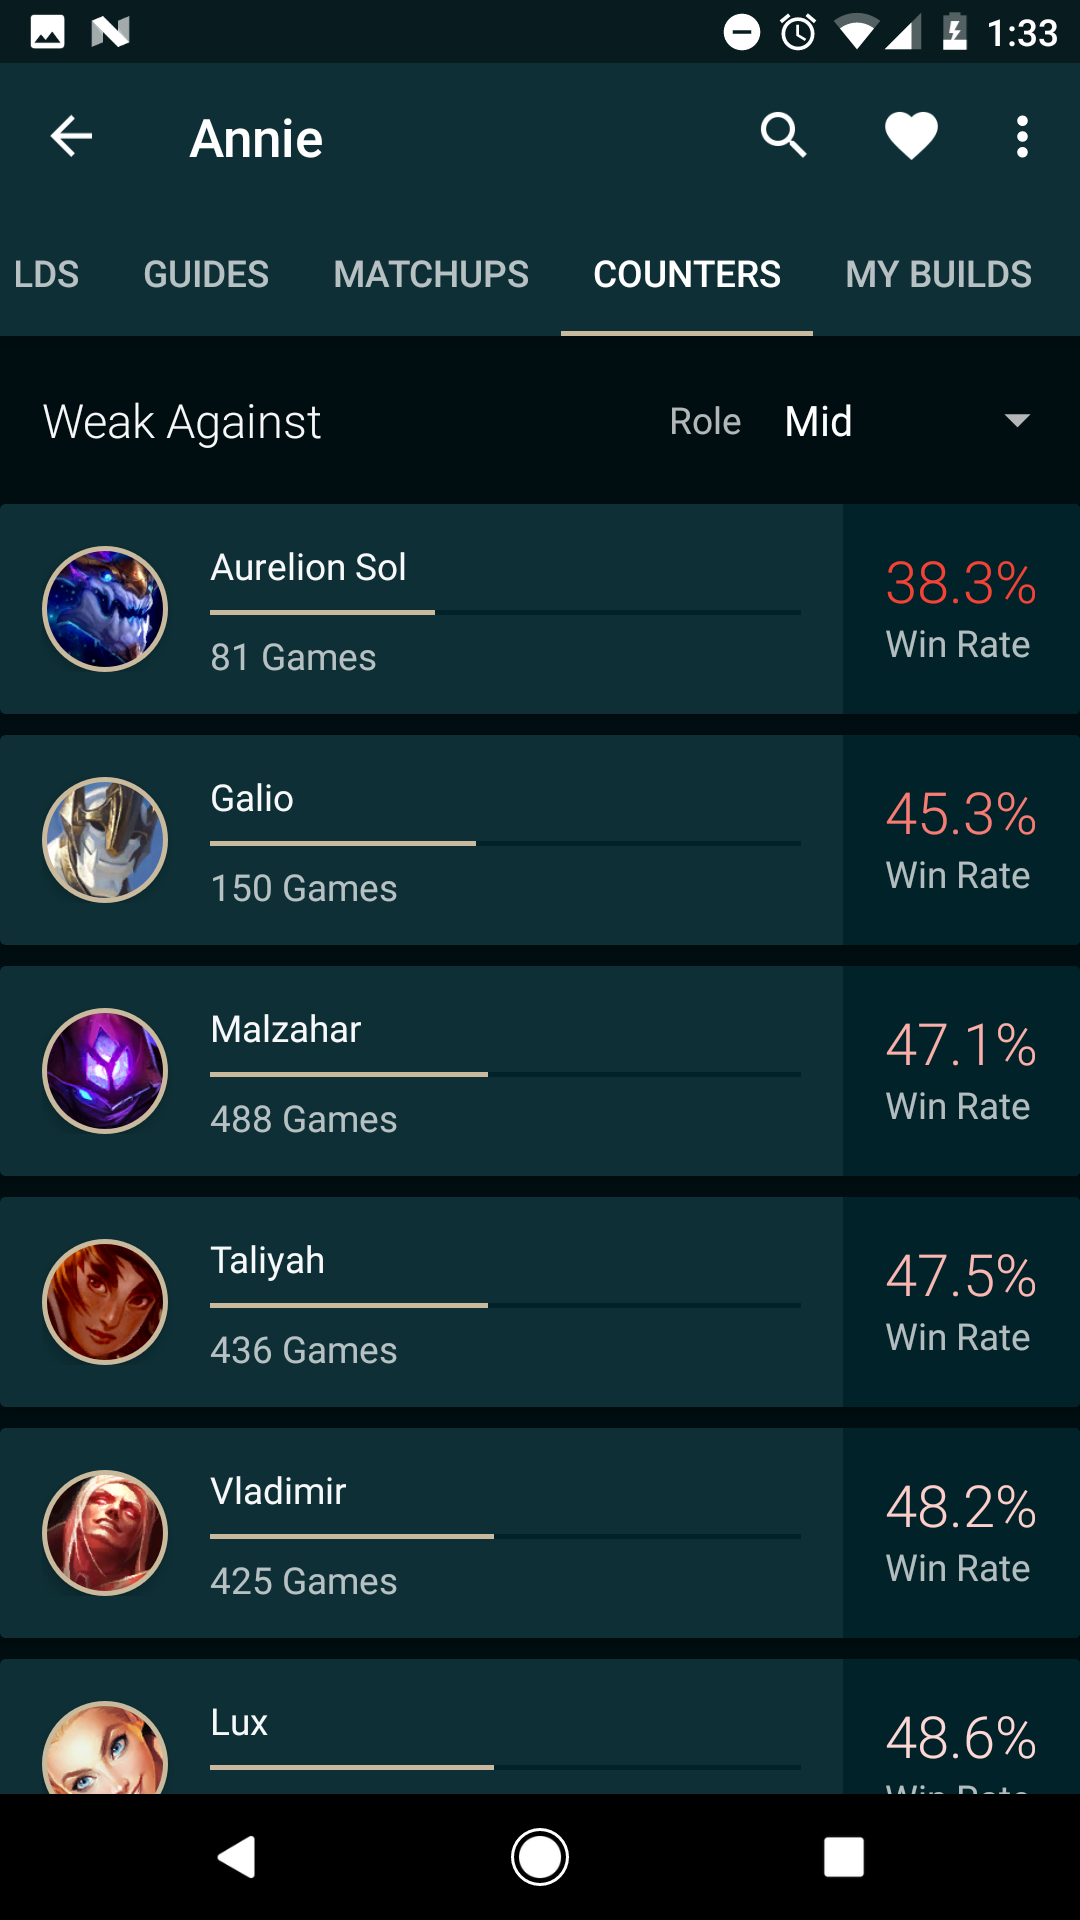 1:33
Annie
LDS GUIDES MATCHUPS COUNTERS MY BUILDS
Weak Against Role Mid
Aurelion Sol
38.3%
81 Games
Win Rate
Galio
45.3%
150 Games
Win Rate
Malzahar
47.1%
488 Games
Win Rate
Taliyah
47.5%
436 Games
Win Rate
Vladimir
48.2%
425 Games
Win Rate
Lux
48.6%
Win Rate